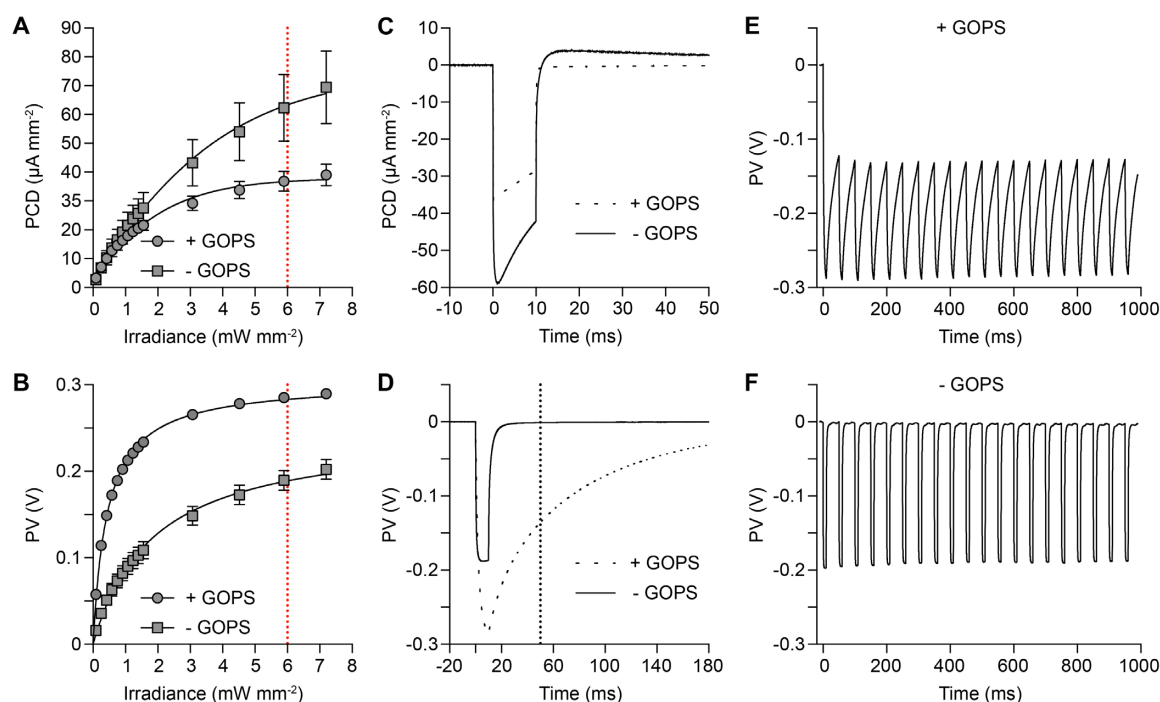 A
PCD (µA mm-2)
90
80
70
60
50
40
35
20
10
0
+ GOPS
- GOPS
0 1 2 3 4 5 6 7 8
Irradiance (mW mm-2)
C
PCD (µA mm-2)
10
0
-10
-20
-30
-40
-50
-60
+ GOPS
- GOPS
-10 0 10 20 30 40 50
Time (ms)
E
+ GOPS
PV (V)
0
-0.1
-0.2
-0.3
0 200 400 600 800 1000
Time (ms)
B
PV (V)
0.3
0.2
0.1
0
+ GOPS
- GOPS
0 1 2 3 4 5 6 7 8
Irradiance (mW mm-2)
D
PV (V)
0
-0.1
-0.2
-0.3
+ GOPS
- GOPS
-20 20 60 100 140 180
Time (ms)
F
- GOPS
PV (V)
0
-0.1
-0.2
-0.3
0 200 400 600 800 1000
Time (ms)